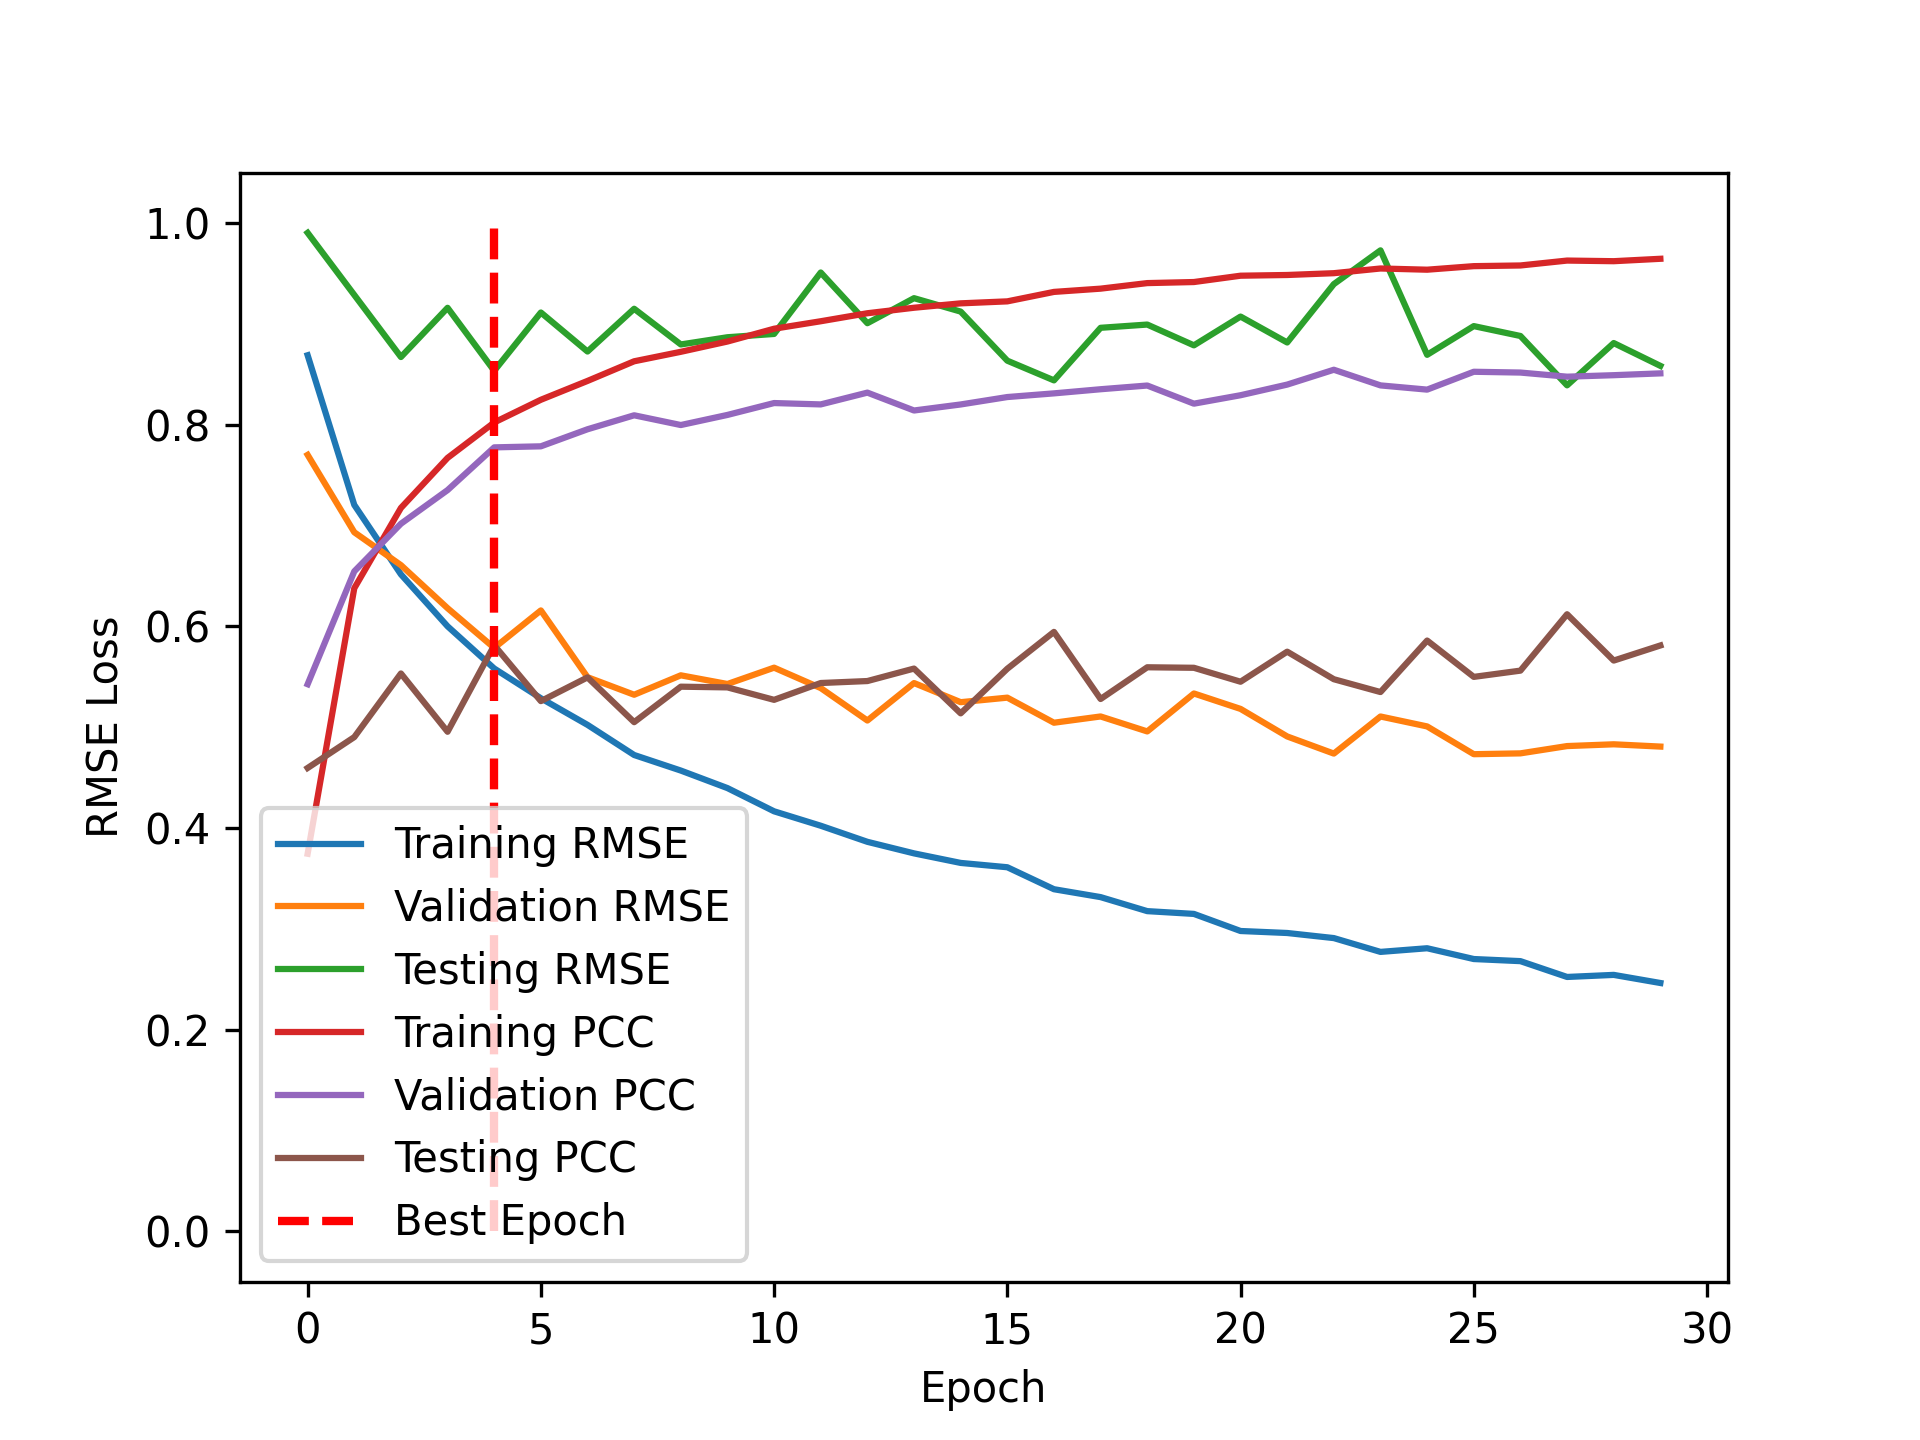 1.0
0.8
0.6
0.4
0.2
0.0
RMSE Loss
Training RMSE
Validation RMSE
Testing RMSE
Training PCC
Validation PCC
Testing PCC
Best Epoch
0 5 10 15 20 25 30
Epoch